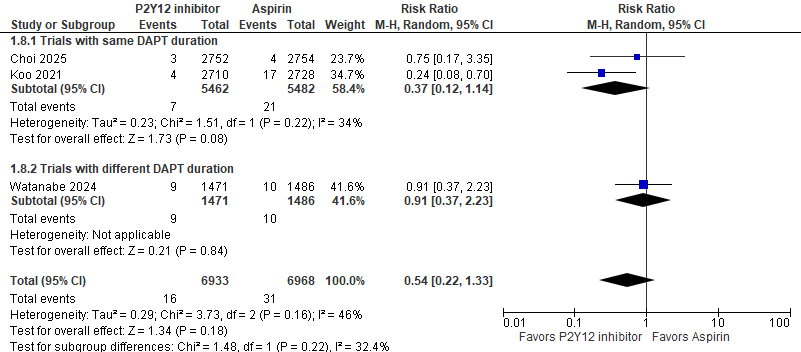 P2Y12 inhibitor Aspirin Risk Ratio Risk Ratio
Study or Subgroup Events Total Events Total Weight M-H, Random, 95% CI M-H, Random, 95% CI
1.8.1 Trials with same DAPT duration
Choi 2025 3 2752 4 2754 23.7% 0.75 [0.17, 3.35]
Koo 2021 4 2710 17 2728 34.7% 0.24 [0.08, 0.70]
Subtotal (95% CI) 5462 5482 58.4% 0.37 [0.12, 1.14]
Total events 7 21
Heterogeneity: Tau² = 0.23; Chi² = 1.51, df = 1 (P = 0.22); I² = 34%
Test for overall effect: Z = 1.73 (P = 0.08)
1.8.2 Trials with different DAPT duration
Watanabe 2024 9 1471 10 1486 41.6% 0.91 [0.37, 2.23]
Subtotal (95% CI) 1471 1486 41.6% 0.91 [0.37, 2.23]
Total events 9 10
Heterogeneity: Not applicable
Test for overall effect: Z = 0.21 (P = 0.84)
Total (95% CI) 6933 6968 100.0% 0.54 [0.22, 1.33]
Total events 16 31
Heterogeneity: Tau² = 0.29; Chi² = 3.73, df = 2 (P = 0.16); I² = 46%
Test for overall effect: Z = 1.34 (P = 0.18)
Test for subgroup differences: Chi² = 1.48, df = 1 (P = 0.22), I² = 32.4%
0.01 0.1 1 10 100
Favors P2Y12 inhibitor Favors Aspirin